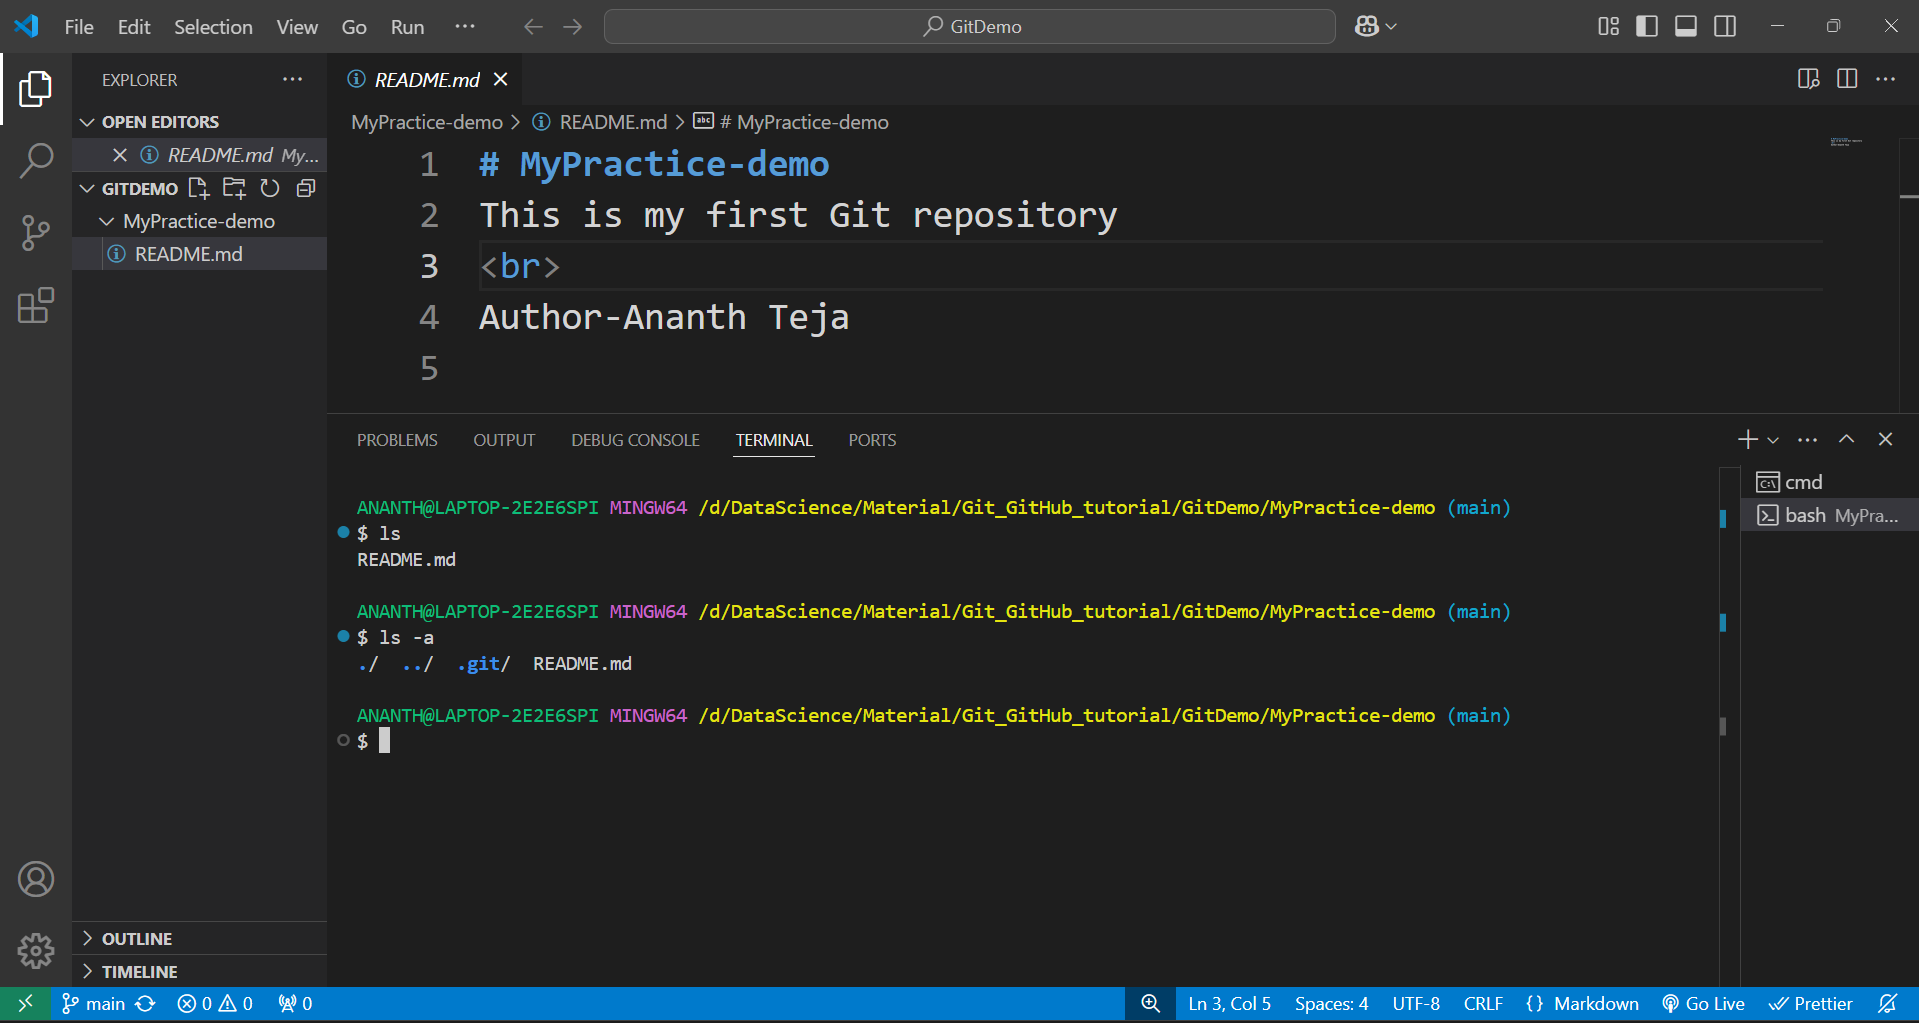 File Edit Selection View Go Run ··· GitDemo
EXPLORER ···
OPEN EDITORS
README.md My...
GITDEMO
MyPractice-demo
README.md
OUTLINE
TIMELINE
README.md
MyPractice-demo > README.md > # MyPractice-demo
1 # MyPractice-demo
2 This is my first Git repository
3 <br>
4 Author-Ananth Teja
5
PROBLEMS OUTPUT DEBUG CONSOLE TERMINAL PORTS
ANANTH@LAPTOP-2E2E6SPI MINGW64 /d/DataScience/Material/Git_GitHub_tutorial/GitDemo/MyPractice-demo (main)
$ ls
README.md
ANANTH@LAPTOP-2E2E6SPI MINGW64 /d/DataScience/Material/Git_GitHub_tutorial/GitDemo/MyPractice-demo (main)
$ ls -a
./ ../ .git/ README.md
ANANTH@LAPTOP-2E2E6SPI MINGW64 /d/DataScience/Material/Git_GitHub_tutorial/GitDemo/MyPractice-demo (main)
$
cmd
bash MyPra...
main 0 0 0 Ln 3, Col 5 Spaces: 4 UTF-8 CRLF {} Markdown Go Live Prettier